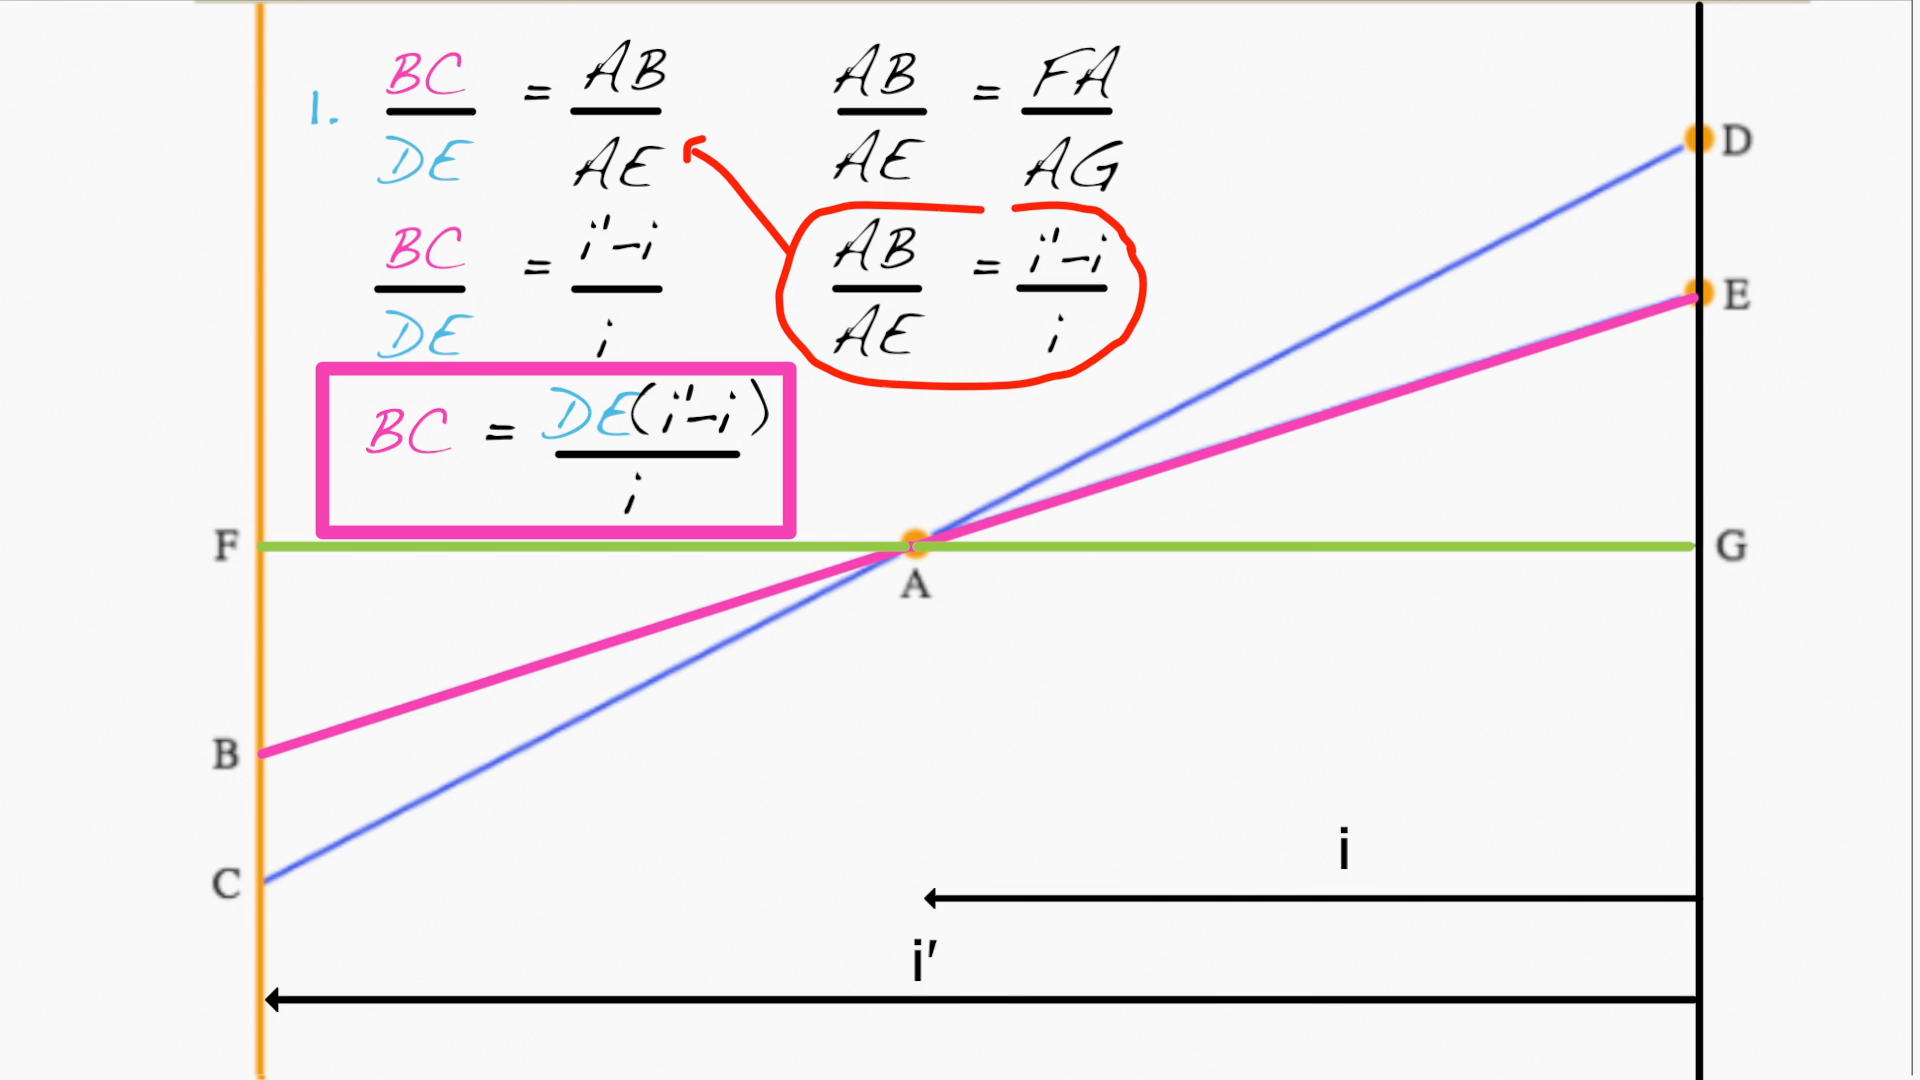 1. BC/DE = AB/AE
AB/AE = FA/AG
BC/DE = i'-i/i
AB/AE = i'-i/i
BC = DE(i'-i)/i
D
E
F
A
G
B
C
i
i'